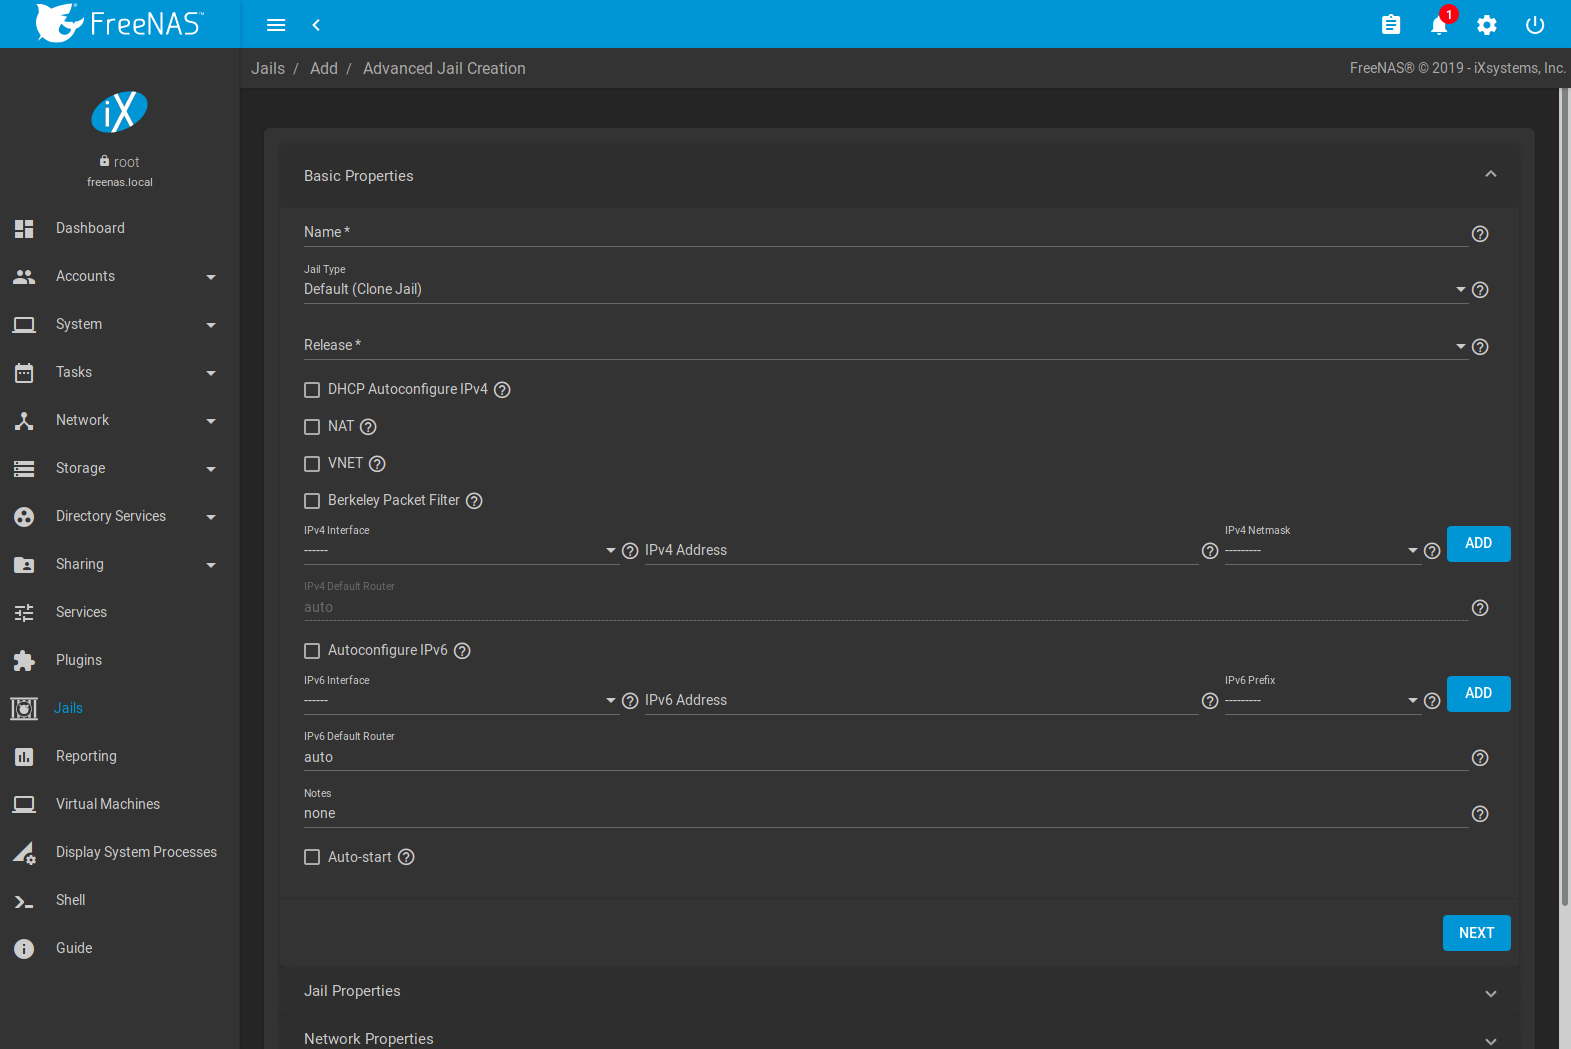 FreeNAS™
1
Jails / Add / Advanced Jail Creation
FreeNAS® © 2019 - iXsystems, Inc.
iX
root
freenas.local
Dashboard
Accounts
System
Tasks
Network
Storage
Directory Services
Sharing
Services
Plugins
Jails
Reporting
Virtual Machines
Display System Processes
Shell
Guide
Basic Properties
Name *
Jail Type
Default (Clone Jail)
Release *
DHCP Autoconfigure IPv4
NAT
VNET
Berkeley Packet Filter
IPv4 Interface
------
IPv4 Address
IPv4 Netmask
---------
ADD
IPv4 Default Router
auto
Autoconfigure IPv6
IPv6 Interface
------
IPv6 Address
IPv6 Prefix
---------
ADD
IPv6 Default Router
auto
Notes
none
Auto-start
NEXT
Jail Properties
Network Properties